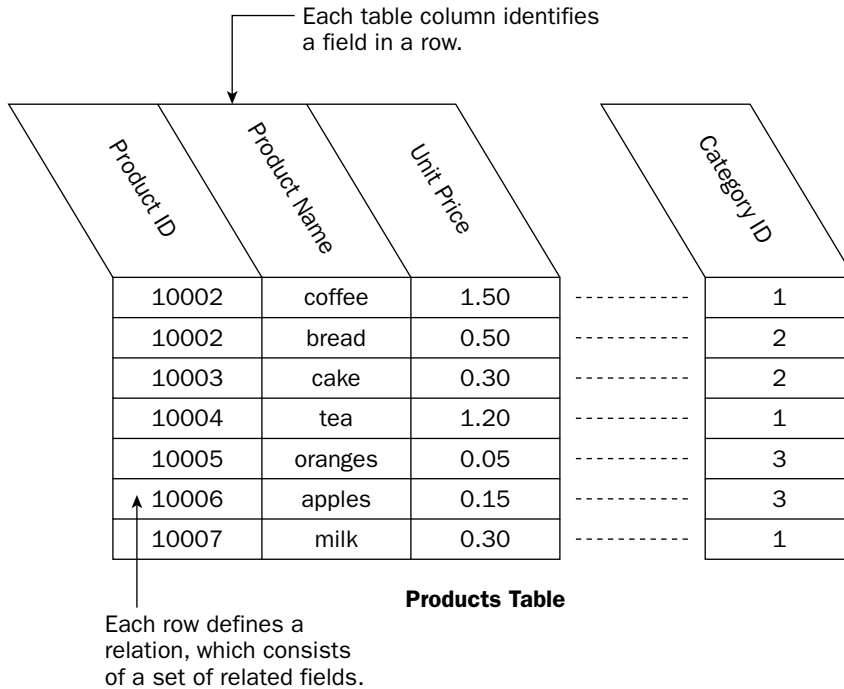 Each table column identifies
a field in a row.
Product ID
Product Name
Unit Price
Category ID
10002 coffee 1.50 1
10002 bread 0.50 2
10003 cake 0.30 2
10004 tea 1.20 1
10005 oranges 0.05 3
10006 apples 0.15 3
10007 milk 0.30 1
Products Table
Each row defines a
relation, which consists
of a set of related fields.